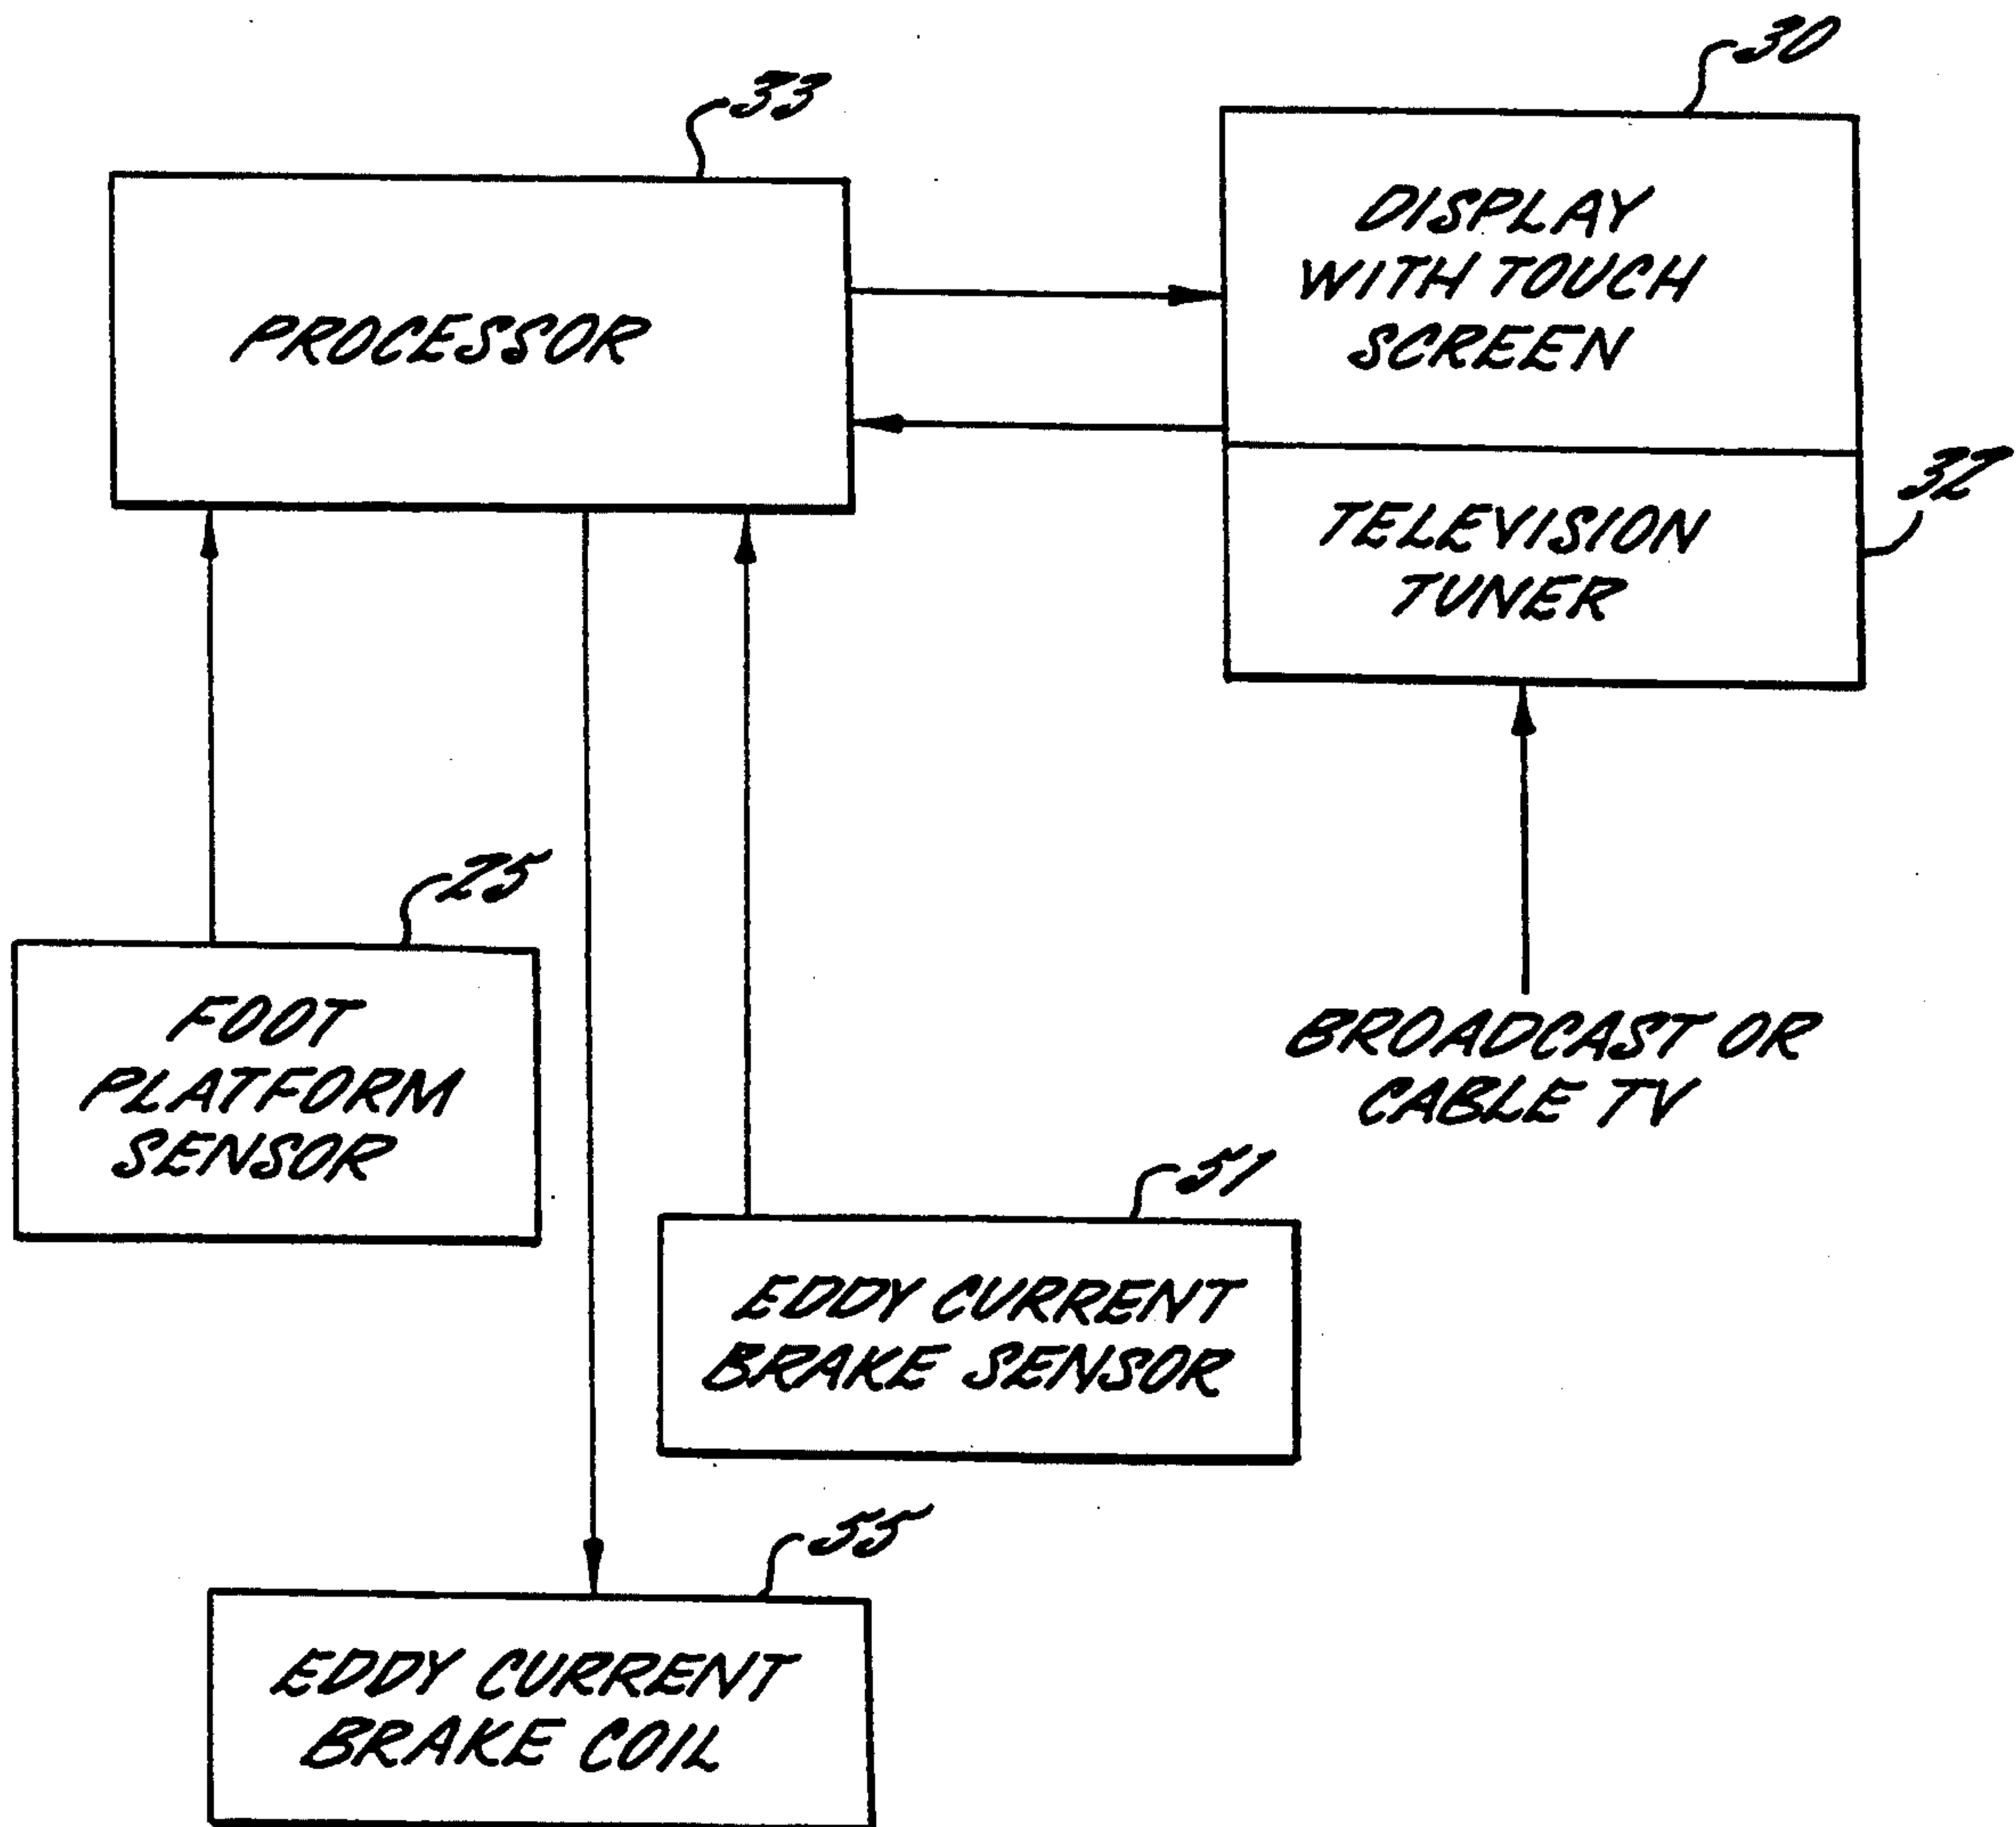 30
33
DISPLAY
WITH TOUCH
SCREEN
PROCESSOR
32
TELEVISION
TUNER
25
FOOT
PLATFORM
SENSOR
BROADCAST OR
CABLE TV
51
EDDY CURRENT
BRAKE SENSOR
55
EDDY CURRENT
BRAKE COIL